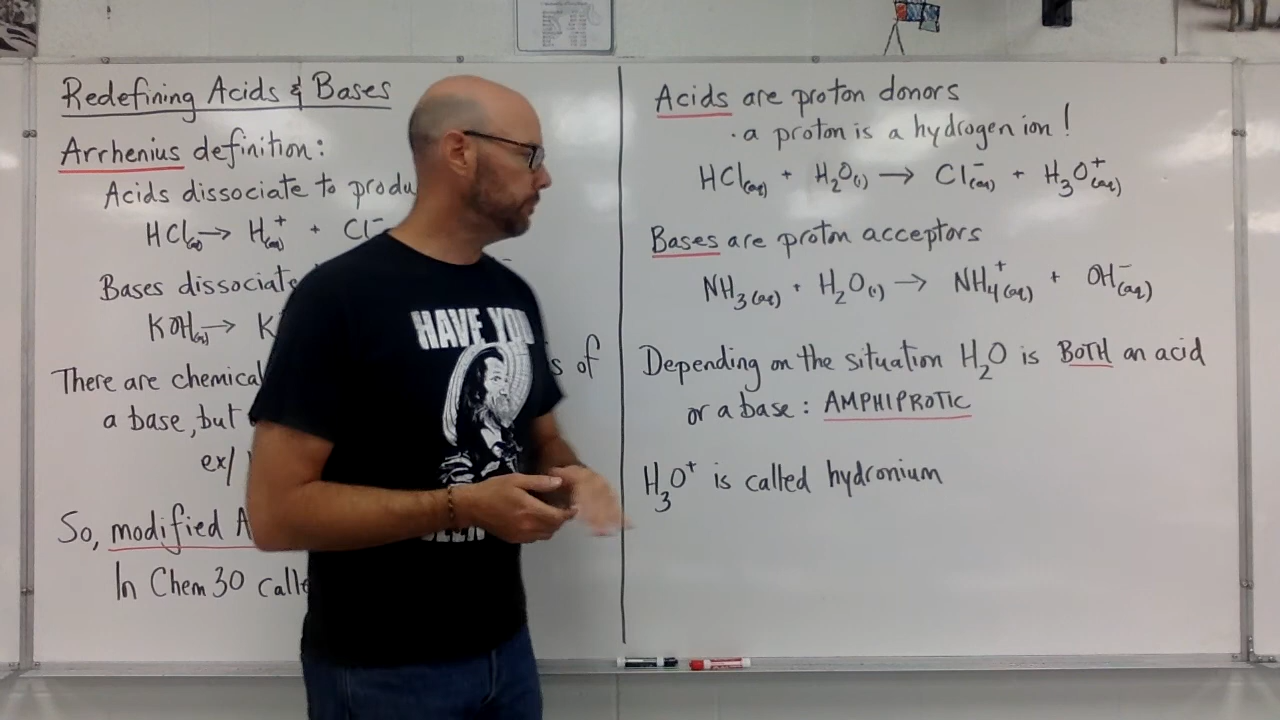 Redefining Acids & Bases
Arrhenius definition:
Acids dissociate to produ
HCl(aq) → H⁺(aq) + Cl⁻
Bases dissociate
KOH(aq) → K
There are chemical s of
a base, but
ex/
So, modified A
In Chem 30 calle
Acids are proton donors
· a proton is a hydrogen ion!
HCl(aq) + H₂O(l) → Cl⁻(aq) + H₃O⁺(aq)
Bases are proton acceptors
NH₃(aq) + H₂O(l) → NH₄⁺(aq) + OH⁻(aq)
Depending on the situation H₂O is BOTH an acid
or a base: AMPHIPROTIC
H₃O⁺ is called hydronium
HAVE YOU